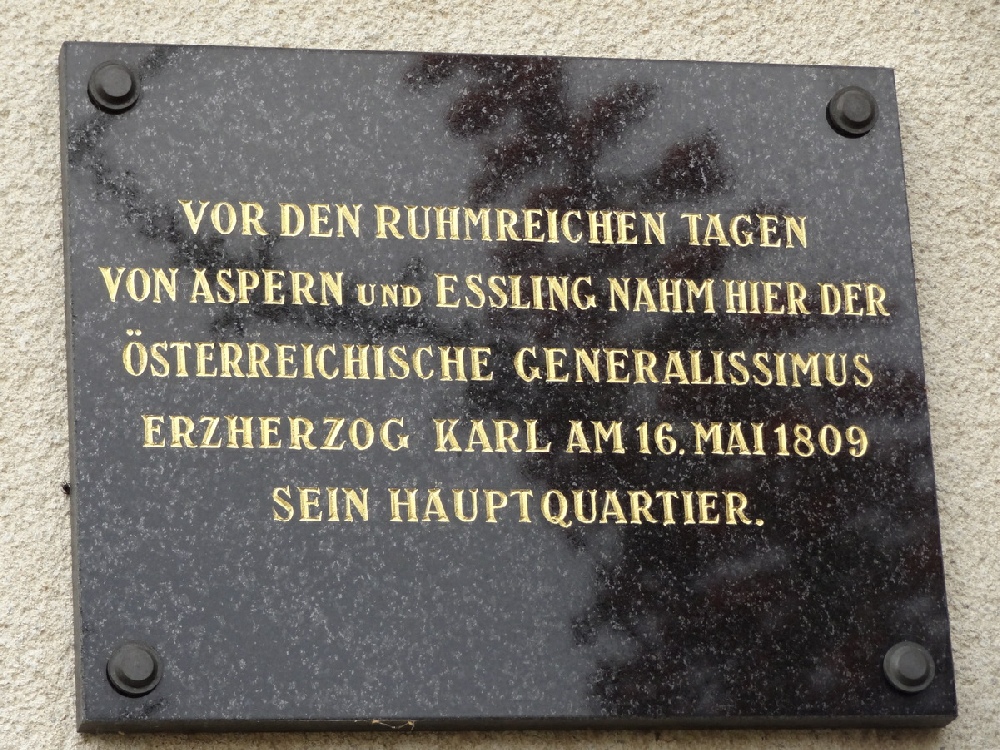 VOR DEN RUHMREICHEN TAGEN
VON ASPERN UND ESSLING NAHM HIER DER
ÖSTERREICHISCHE GENERALISSIMUS
ERZHERZOG KARL AM 16. MAI 1809
SEIN HAUPTQUARTIER.